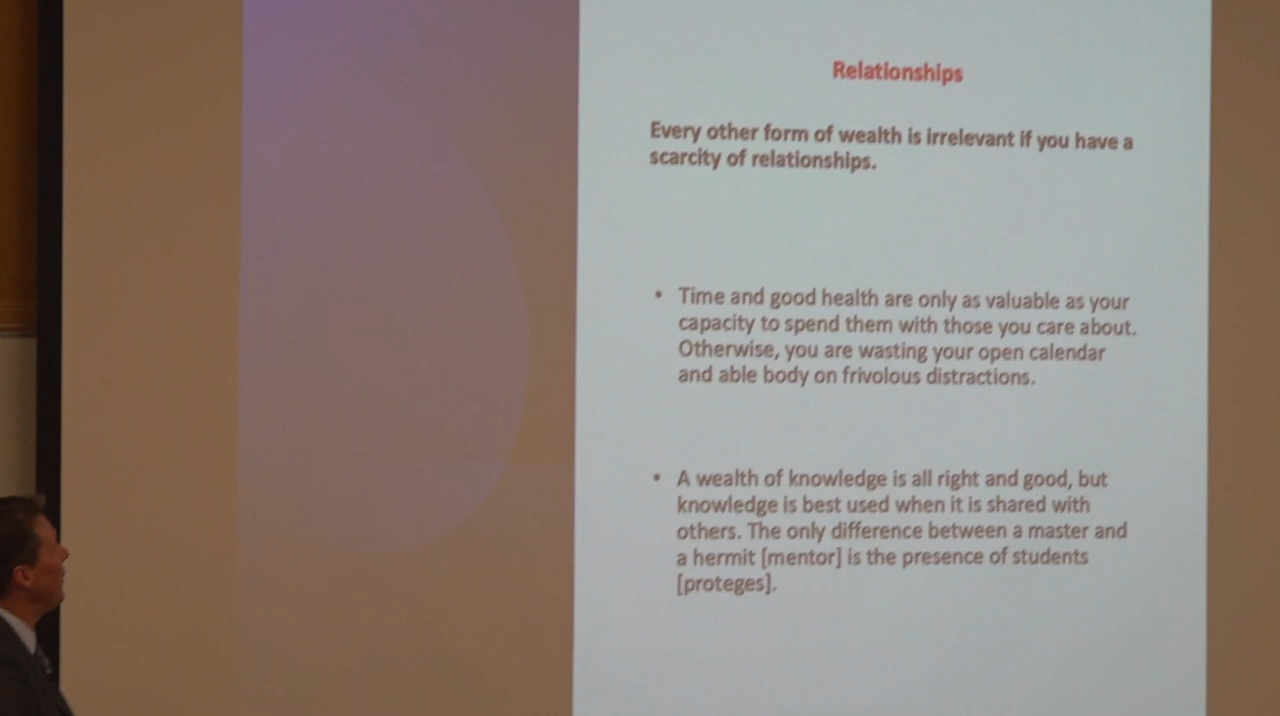 Relationships
Every other form of wealth is irrelevant if you have a
scarcity of relationships.
• Time and good health are only as valuable as your
capacity to spend them with those you care about.
Otherwise, you are wasting your open calendar
and able body on frivolous distractions.
• A wealth of knowledge is all right and good, but
knowledge is best used when it is shared with
others. The only difference between a master and
a hermit [mentor] is the presence of students
[proteges].